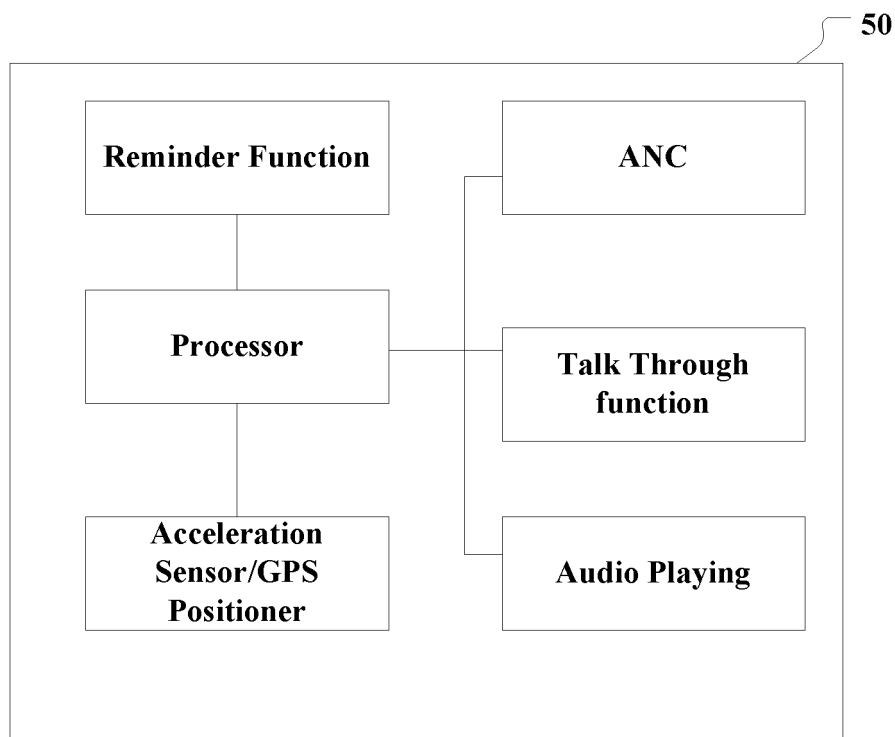 50
Reminder Function
ANC
Processor
Talk Through
function
Acceleration
Sensor/GPS
Positioner
Audio Playing